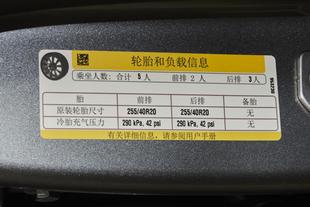 轮胎和负载信息
乘坐人数: 合计 5 人 前排 2 人 后排 3 人
胎 前排 后排 备胎
原装轮胎尺寸 255/40R20 255/40R20 无
冷胎充气压力 290 kPa, 42 psi 290 kPa, 42 psi 无
有关详细信息, 请参阅用户手册